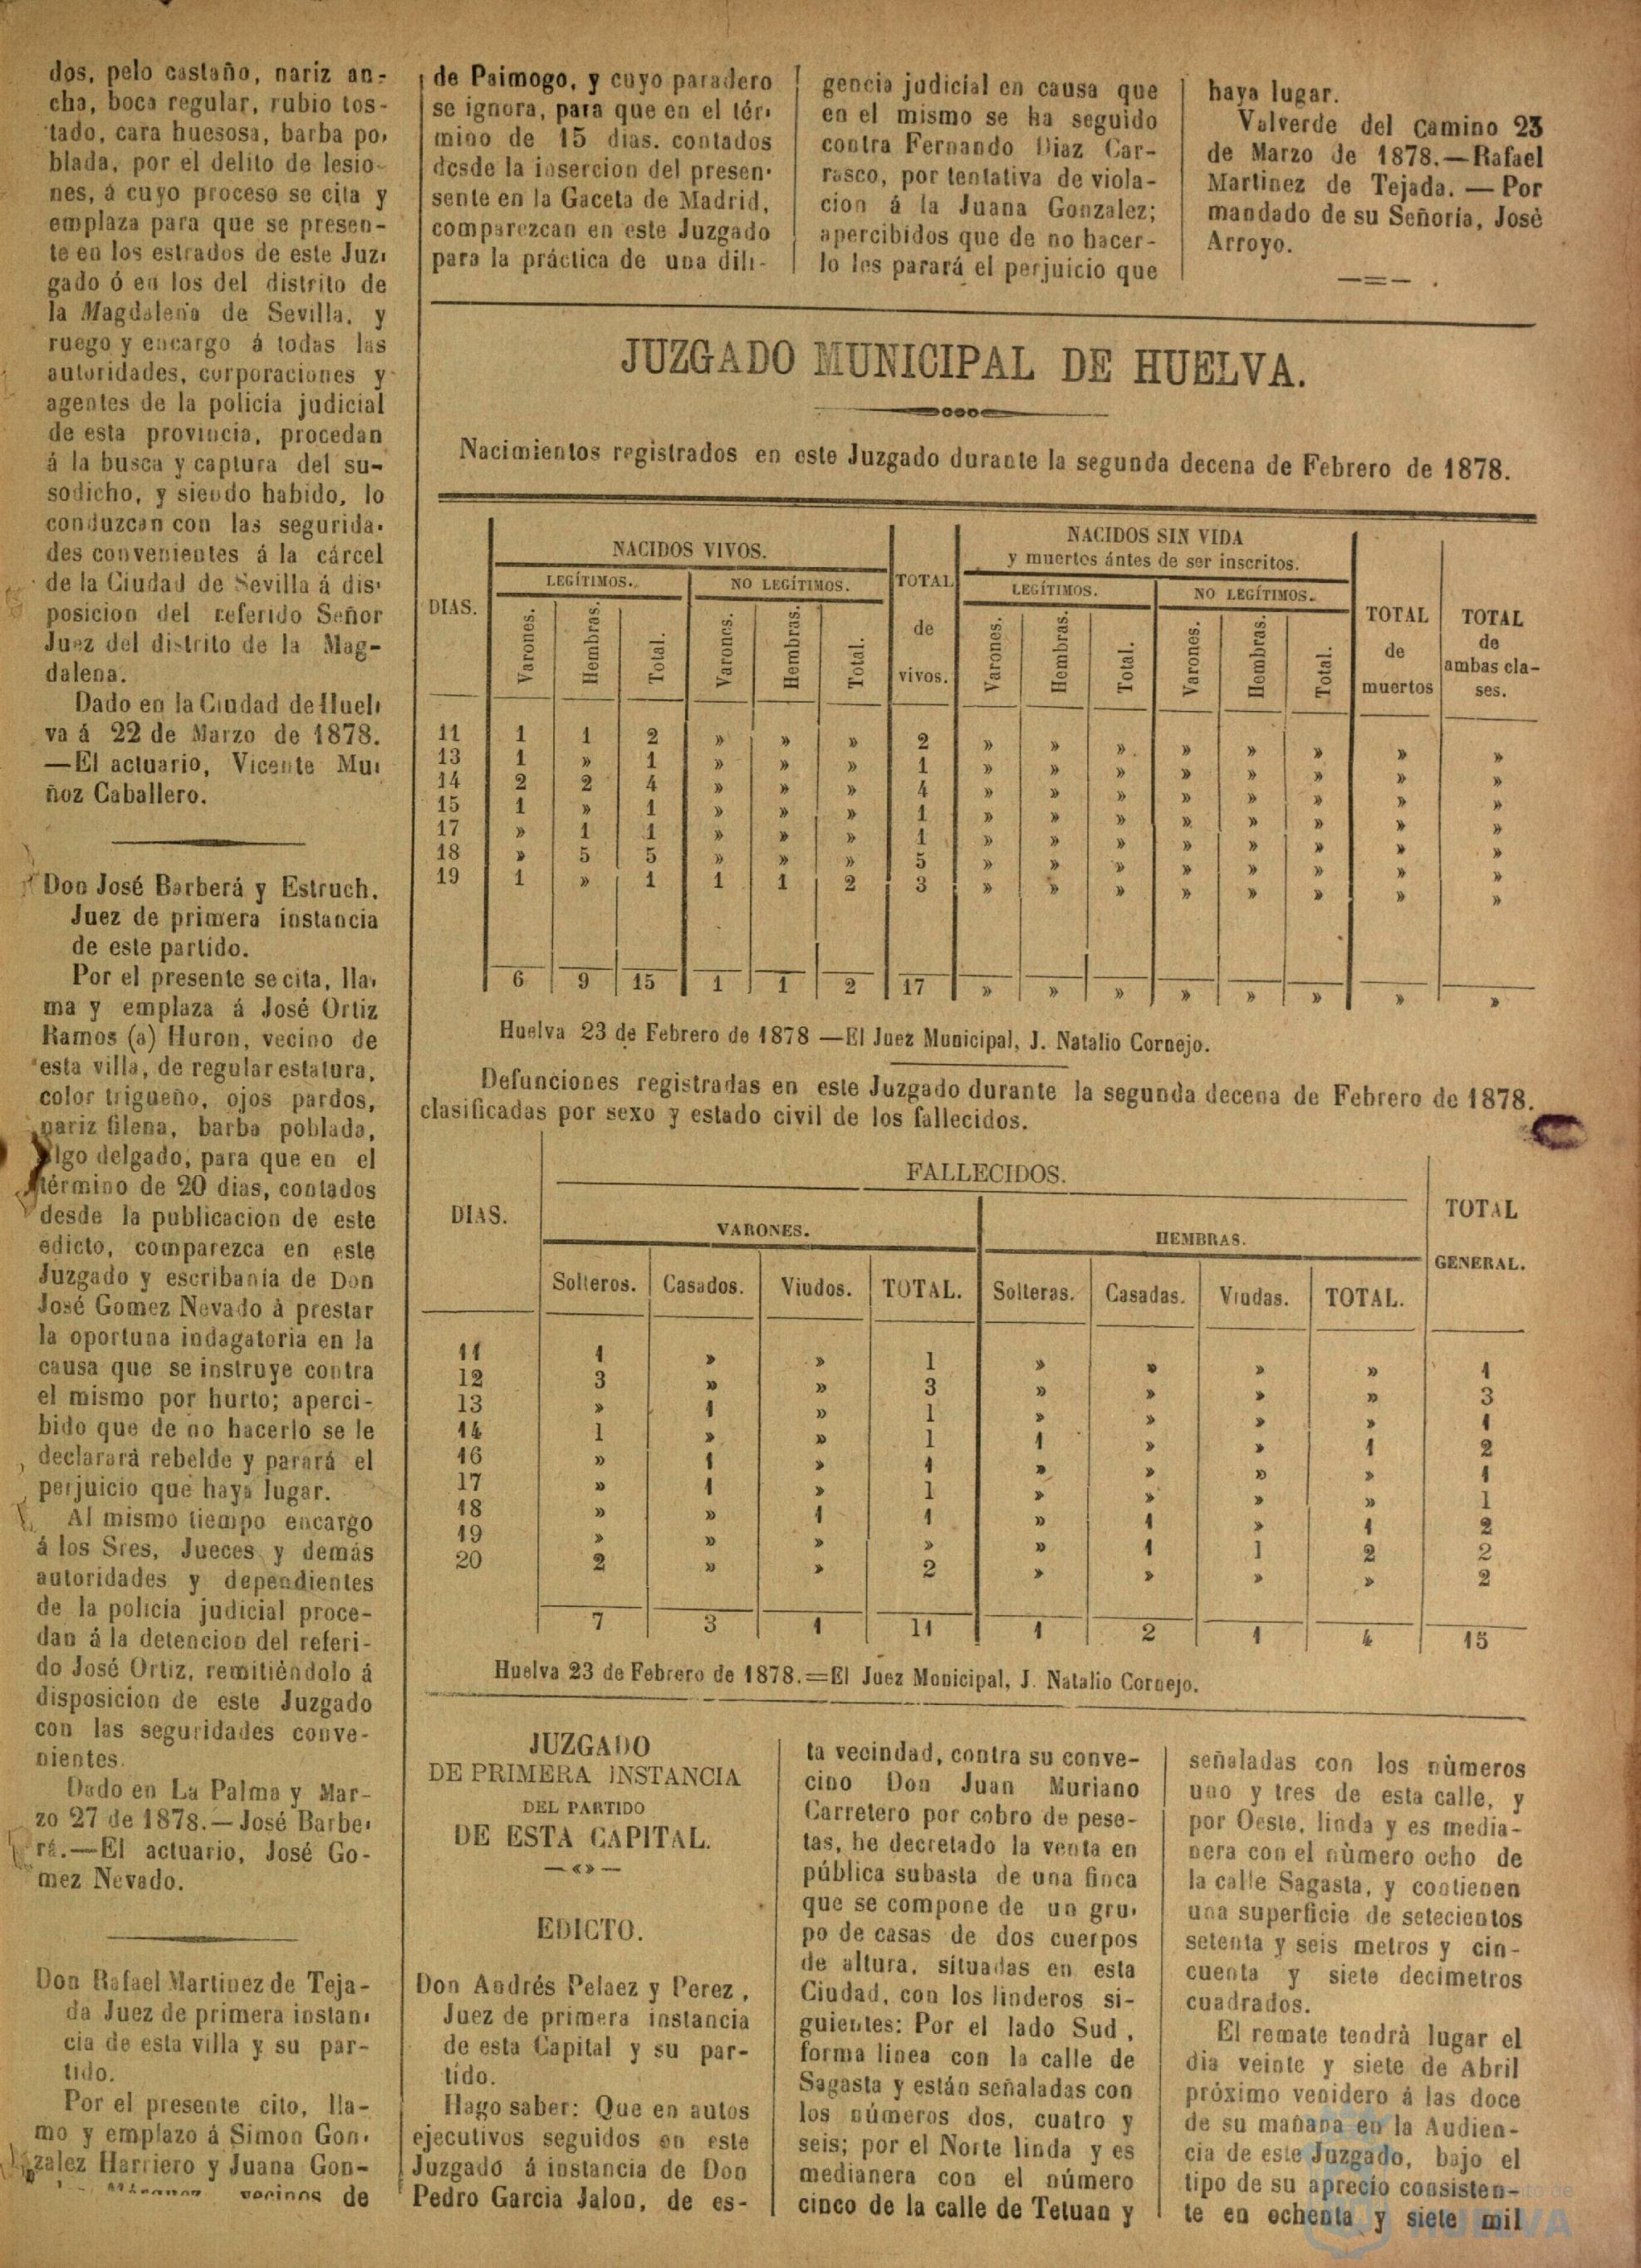 dos, pelo castaño, nariz an-
cha, boca regular, rubio tos-
tado, cara huesosa, barba po-
blada, por el delito de lesio-
nes, á cuyo proceso se cita y
emplaza para que se presen-
te en los estrados de este Juz-
gado ó en los del distrito de
la Magdalena de Sevilla, y
ruego y encargo á todas las
autoridades, corporaciones y
agentes de la policía judicial
de esta provincia, procedan
á la busca y captura del su-
sodicho, y siendo habido, lo
conduzcan con las segurida-
des convenientes á la cárcel
de la Ciudad de Sevilla á dis-
posicion del referido Señor
Juez del distrito de la Mag-
dalena.
Dado en la Ciudad de Huel-
va á 22 de Marzo de 1878.
—El actuario, Vicente Mu-
ñoz Caballero.
Don José Barberá y Estruch,
Juez de primera instancia
de este partido.
Por el presente se cita, lla-
ma y emplaza á José Ortiz
Ramos (a) Huron, vecino de
esta villa, de regular estatura,
color trigueño, ojos pardos,
nariz filena, barba poblada,
algo delgado, para que en el
término de 20 dias, contados
desde la publicacion de este
edicto, comparezca en este
Juzgado y escribanía de Don
José Gomez Nevado á prestar
la oportuna indagatoria en la
causa que se instruye contra
el mismo por hurto; aperci-
bido que de no hacerlo se le
declarará rebelde y parará el
perjuicio que haya lugar.
Al mismo tiempo encargo
á los Sres, Jueces y demás
autoridades y dependientes
de la policía judicial proce-
dan á la detencion del referi-
do José Ortiz, remitiéndolo á
disposicion de este Juzgado
con las seguridades conve-
nientes.
Dado en La Palma y Mar-
zo 27 de 1878.—José Barbe-
rá.—El actuario, José Go-
mez Nevado.
Don Rafael Martinez de Teja-
da Juez de primera instan-
cia de esta villa y su par-
tido.
Por el presente cito, lla-
mo y emplazo á Simon Gon-
zalez Harriero y Juana Gon-
vecinos de
de Paimogo, y cuyo paradero
se ignora, para que en el tér-
mino de 15 dias. contados
desde la insercion del presen-
sente en la Gaceta de Madrid,
comparezcan en este Juzgado
para la práctica de una dili-
gencia judicial en causa que
en el mismo se ha seguido
contra Fernando Diaz Car-
rasco, por tentativa de viola-
cion á la Juana Gonzalez;
apercibidos que de no hacer-
lo les parará el perjuicio que
haya lugar.
Valverde del Camino 23
de Marzo de 1878.—Rafael
Martinez de Tejada. — Por
mandado de su Señoría, José
Arroyo.
JUZGADO MUNICIPAL DE HUELVA.
Nacimientos registrados en este Juzgado durante la segunda decena de Febrero de 1878.
DIAS. NACIDOS VIVOS. TOTAL de vivos. NACIDOS SIN VIDA y muertos ántes de ser inscritos. TOTAL de muertos TOTAL de ambas cla-ses.
LEGÍTIMOS. NO LEGÍTIMOS. LEGÍTIMOS. NO LEGÍTIMOS.
Varones. Hembras. Total. Varones. Hembras. Total. Varones. Hembras. Total. Varones. Hembras. Total.
11 1 1 2 » » » 2 » » » » » » » »
13 1 » 1 » » » 1 » » » » » » » »
14 2 2 4 » » » 4 » » » » » » » »
15 1 » 1 » » » 1 » » » » » » » »
17 » 1 1 » » » 1 » » » » » » » »
18 » 5 5 » » » 5 » » » » » » » »
19 1 » 1 1 1 2 3 » » » » » » » »
6 9 15 1 1 2 17 » » » » » » » »
Huelva 23 de Febrero de 1878 —El Juez Municipal, J. Natalio Cornejo.
Defunciones registradas en este Juzgado durante la segunda decena de Febrero de 1878.
clasificadas por sexo y estado civil de los fallecidos.
DIAS. FALLECIDOS. TOTAL GENERAL.
VARONES. HEMBRAS.
Solteros. Casados. Viudos. TOTAL. Solteras. Casadas. Viudas. TOTAL.
11 1 » » 1 » » » » 1
12 3 » » 3 » » » » 3
13 » 1 » 1 » » » » 1
14 1 » » 1 1 » » 1 2
16 » 1 » 1 » » » » 1
17 » 1 » 1 » » » » 1
18 » » 1 1 » 1 » 1 2
19 » » » » » 1 1 2 2
20 2 » » 2 » » » » 2
7 3 1 11 1 2 1 4 15
Huelva 23 de Febrero de 1878.=El Juez Municipal, J. Natalio Cornejo.
JUZGADO
DE PRIMERA INSTANCIA
DEL PARTIDO
DE ESTA CAPITAL.
—«»—
EDICTO.
Don Andrés Pelaez y Perez,
Juez de primera instancia
de esta Capital y su par-
tido.
Hago saber: Que en autos
ejecutivos seguidos en este
Juzgado á instancia de Don
Pedro Garcia Jalon, de es-
ta vecindad, contra su conve-
cino Don Juan Muriano
Carretero por cobro de pese-
tas, he decretado la venta en
pública subasta de una finca
que se compone de un gru-
po de casas de dos cuerpos
de altura, situadas en esta
Ciudad, con los linderos si-
guientes: Por el lado Sud,
forma linea con la calle de
Sagasta y están señaladas con
los números dos, cuatro y
seis; por el Norte linda y es
medianera con el número
cinco de la calle de Tetuan y
señaladas con los números
uno y tres de esta calle, y
por Oeste, linda y es media-
nera con el número ocho de
la calle Sagasta, y contienen
una superficie de setecientos
setenta y seis metros y cin-
cuenta y siete decímetros
cuadrados.
El remate tendrá lugar el
dia veinte y siete de Abril
próximo venidero á las doce
de su mañana en la Audien-
cia de este Juzgado, bajo el
tipo de su aprecio consisten-
te en ochenta y siete mil